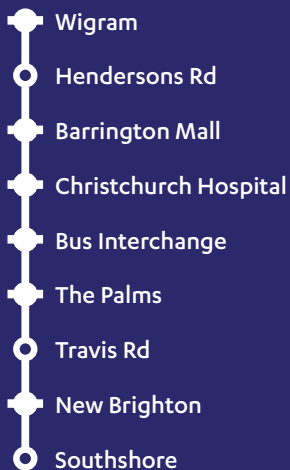 Wigram
Hendersons Rd
Barrington Mall
Christchurch Hospital
Bus Interchange
The Palms
Travis Rd
New Brighton
Southshore